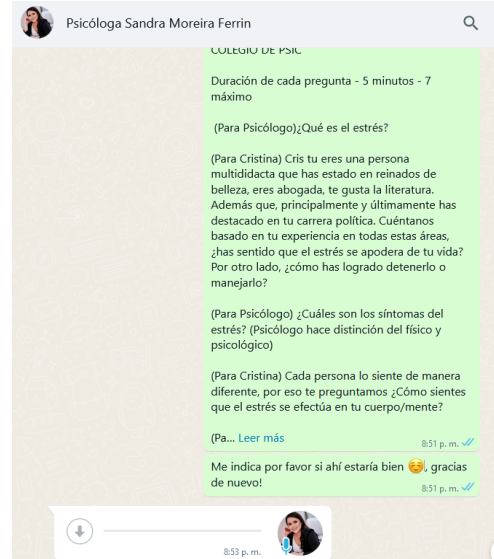 Psicóloga Sandra Moreira Ferrin
COLEGIO DE PSIC
Duración de cada pregunta - 5 minutos - 7
máximo
(Para Psicólogo)¿Qué es el estrés?
(Para Cristina) Cris tu eres una persona
multididacta que has estado en reinados de
belleza, eres abogada, te gusta la literatura.
Además que, principalmente y últimamente has
destacado en tu carrera política. Cuéntanos
basado en tu experiencia en todas estas áreas,
¿has sentido que el estrés se apodera de tu vida?
Por otro lado, ¿cómo has logrado detenerlo o
manejarlo?
(Para Psicólogo) ¿Cuáles son los síntomas del
estrés? (Psicólogo hace distinción del físico y
psicológico)
(Para Cristina) Cada persona lo siente de manera
diferente, por eso te preguntamos ¿Cómo sientes
que el estrés se efectúa en tu cuerpo/mente?
(Pa... Leer más
8:51 p. m.
Me indica por favor si ahí estaría bien ☺️, gracias
de nuevo!
8:51 p. m.
8:53 p. m.